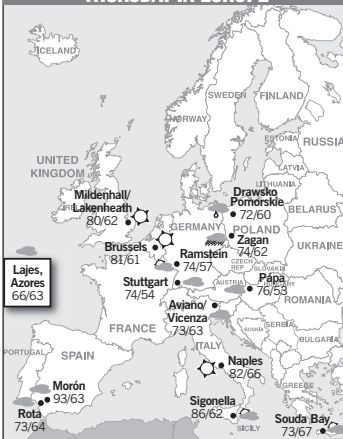 THURSDAY IN EUROPE
ICELAND
SWEDEN
FINLAND
NORWAY
ESTONIA
RUSSIA
LATVIA
UNITED
KINGDOM
LITHUANIA
Drawsko
Pomorskie
72/60
Mildenhall/
Lakenheath
80/62
BELARUS
GERMANY
POLAND
Zagan
74/62
Brussels
81/61
Ramstein
74/57
UKRAINE
CZECH
REP
SLOVAKIA
Lajes,
Azores
66/63
Stuttgart
74/54
AUSTRIA
Pápa
76/53
HUNGARY
Aviano/
Vicenza
73/63
ROMANIA
FRANCE
BOSNIA
SERBIA
BULGARIA
ITALY
PORTUGAL
SPAIN
Naples
82/66
Morón
93/63
GREECE
Sigonella
86/62
Rota
73/64
Souda Bay
73/67
SICILY